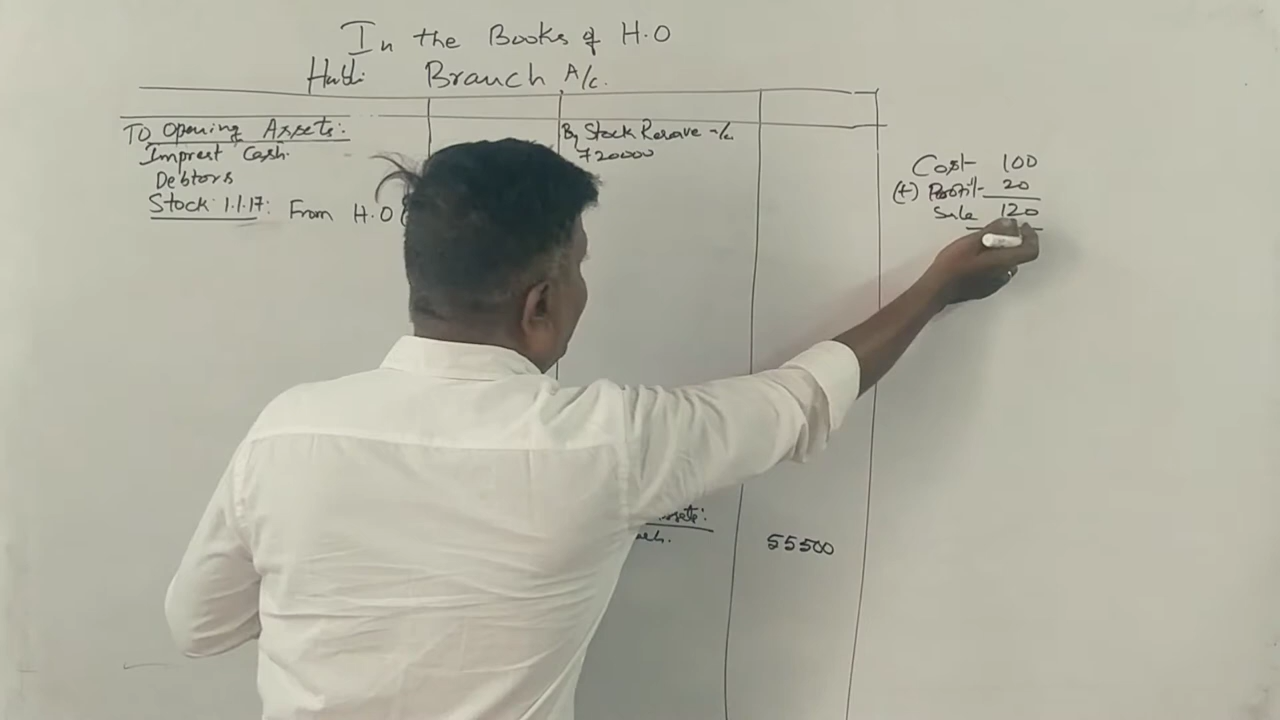 In the Books of H.O
Branch A/c.
To Opening Assets:
Imprest Cash.
Debtors
Stock 1.1.17: From H.O
By Stock Reserve A/c.
720000
55500
Cost 100
(+) Profit 20
Sale 120